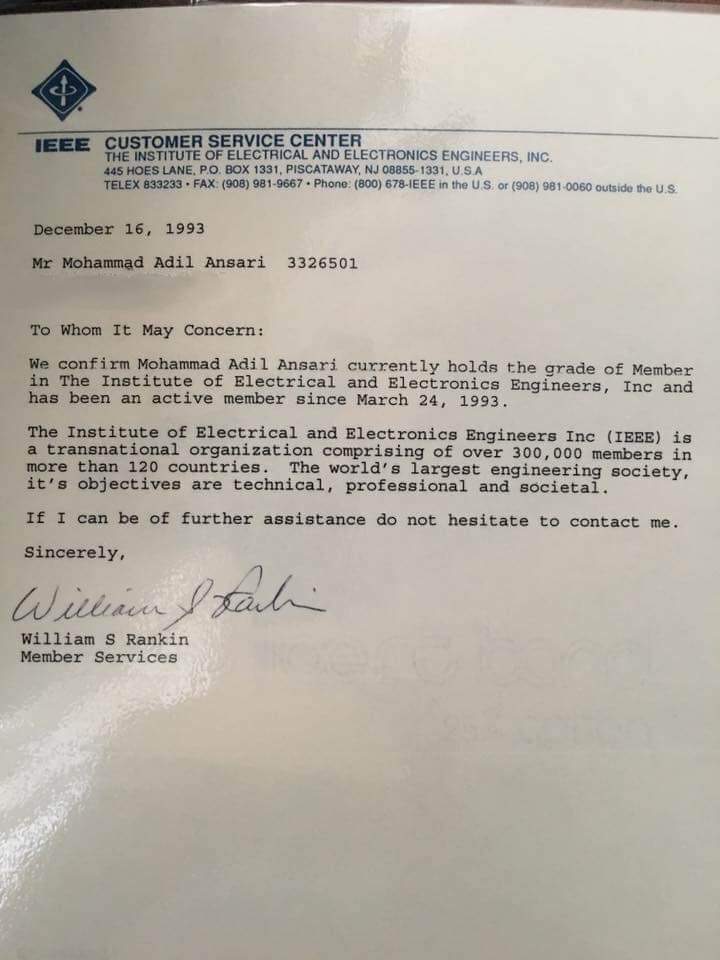 IEEE CUSTOMER SERVICE CENTER
THE INSTITUTE OF ELECTRICAL AND ELECTRONICS ENGINEERS, INC.
445 HOES LANE, P.O. BOX 1331, PISCATAWAY, NJ 08855-1331, U.S.A
TELEX 833233 • FAX: (908) 981-9667 • Phone: (800) 678-IEEE in the U.S. or (908) 981-0060 outside the U.S.
December 16, 1993
Mr Mohammad Adil Ansari 3326501
To Whom It May Concern:
We confirm Mohammad Adil Ansari currently holds the grade of Member
in The Institute of Electrical and Electronics Engineers, Inc and
has been an active member since March 24, 1993.
The Institute of Electrical and Electronics Engineers Inc (IEEE) is
a transnational organization comprising of over 300,000 members in
more than 120 countries. The world's largest engineering society,
it's objectives are technical, professional and societal.
If I can be of further assistance do not hesitate to contact me.
Sincerely,
William S Rankin
William S Rankin
Member Services